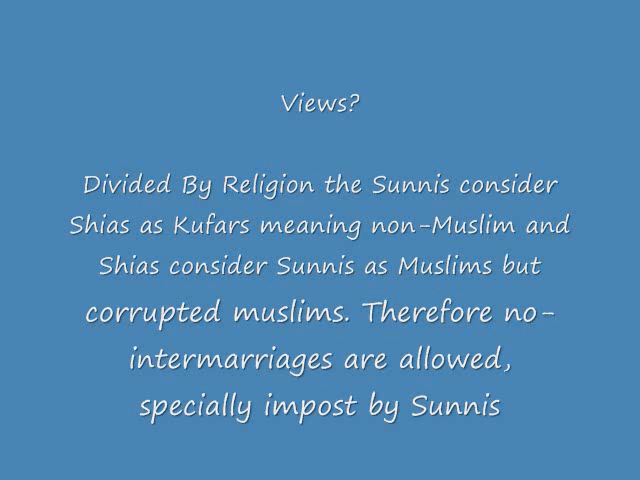 Views?
Divided By Religion the Sunnis consider
Shias as Kufars meaning non-Muslim and
Shias consider Sunnis as Muslims but
corrupted muslims. Therefore no-
intermarriages are allowed,
specially impost by Sunnis